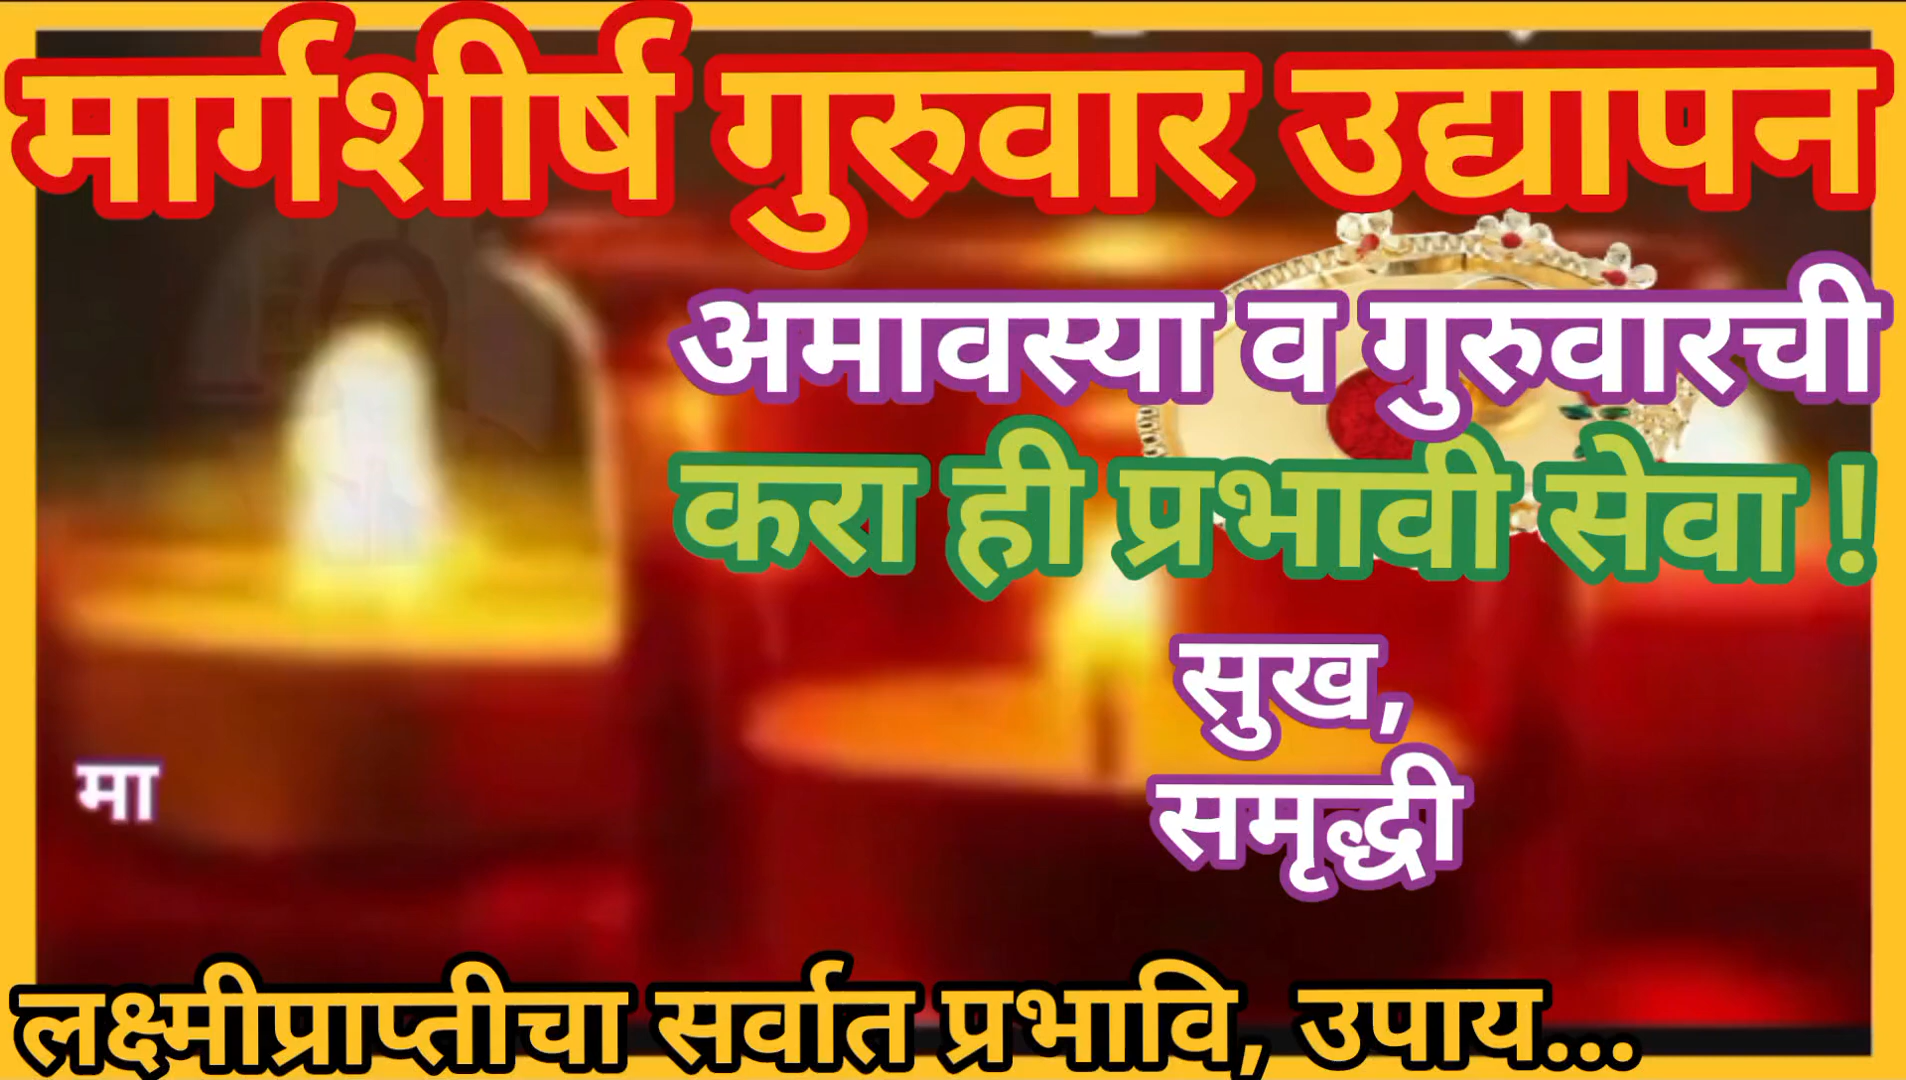 मार्गशीर्ष गुरुवार उद्यापन
अमावस्या व गुरुवारची
करा ही प्रभावी सेवा !
सुख,
समृद्धी
मा
लक्ष्मीप्राप्तीचा सर्वात प्रभावि, उपाय...